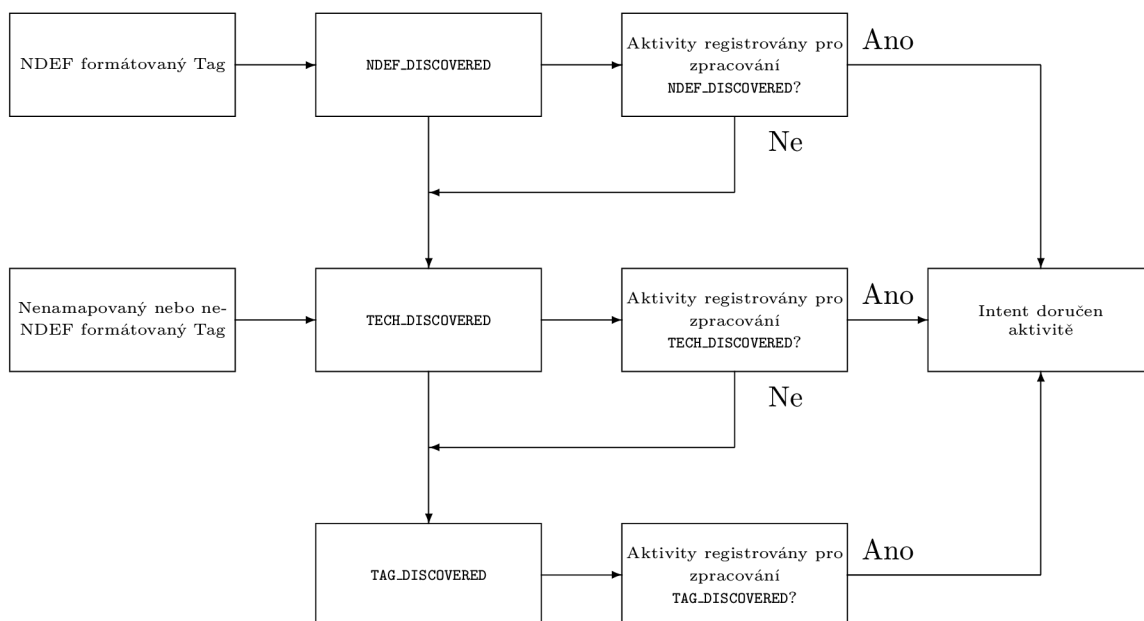 NDEF formátovaný Tag
NDEF_DISCOVERED
Aktivity registrovány pro
zpracování
NDEF_DISCOVERED?
Ano
Ne
Nenamapovaný nebo ne-
NDEF formátovaný Tag
TECH_DISCOVERED
Aktivity registrovány pro
zpracování
TECH_DISCOVERED?
Ano
Intent doručen
aktivitě
Ne
TAG_DISCOVERED
Aktivity registrovány pro
zpracování
TAG_DISCOVERED?
Ano